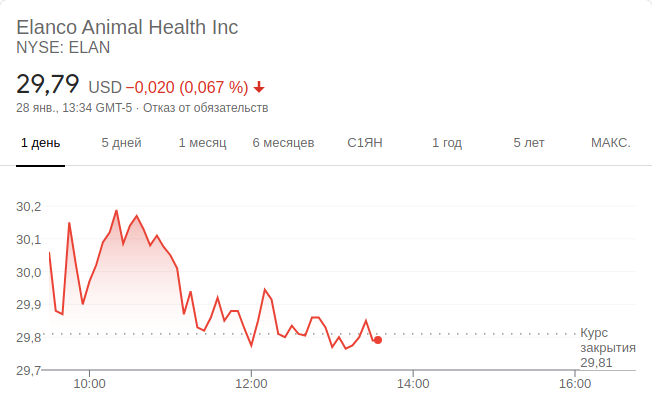 Elanco Animal Health Inc
NYSE: ELAN
29,79 USD −0,020 (0,067 %)
28 янв., 13:34 GMT-5 · Отказ от обязательств
1 день 5 дней 1 месяц 6 месяцев С1ЯН 1 год 5 лет МАКС.
30,2
30,1
30,0
29,9
29,8
29,7
Курс
закрытия
29,81
10:00 12:00 14:00 16:00